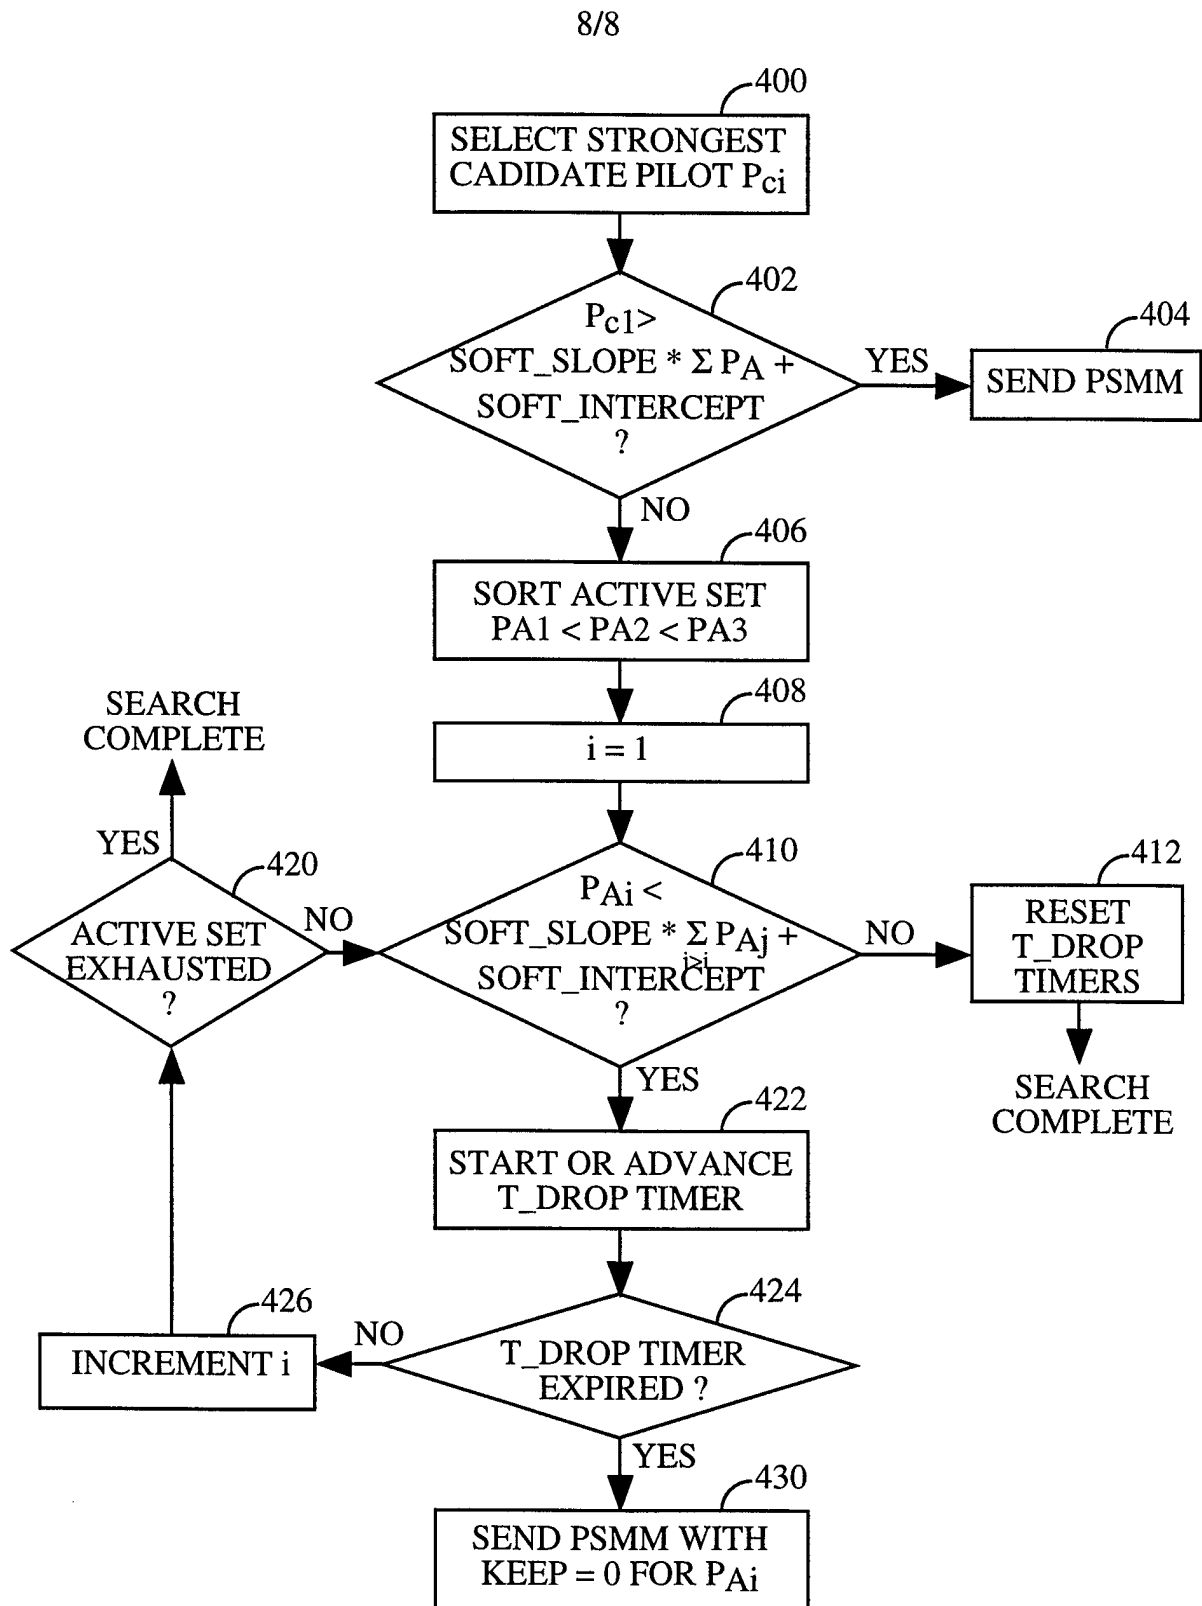 8/8
400
SELECT STRONGEST
CADIDATE PILOT Pci
402
Pc1>
SOFT_SLOPE * Σ PA +
SOFT_INTERCEPT
?
YES
404
SEND PSMM
NO
406
SORT ACTIVE SET
PA1 < PA2 < PA3
408
i = 1
SEARCH
COMPLETE
YES
420
ACTIVE SET
EXHAUSTED
?
NO
410
PAi <
SOFT_SLOPE * Σ PAj +
j>i
SOFT_INTERCEPT
?
NO
412
RESET
T_DROP
TIMERS
SEARCH
COMPLETE
YES
422
START OR ADVANCE
T_DROP TIMER
424
T_DROP TIMER
EXPIRED ?
NO
426
INCREMENT i
YES
430
SEND PSMM WITH
KEEP = 0 FOR PAi